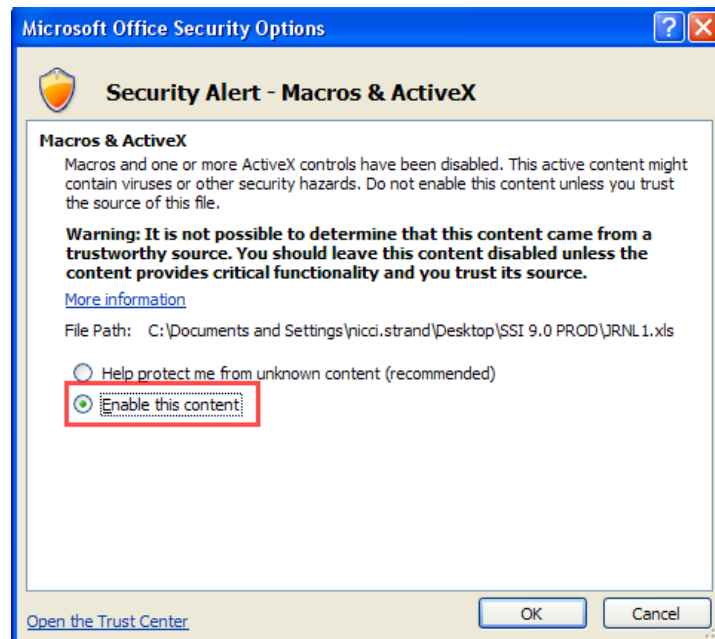 Microsoft Office Security Options
Security Alert - Macros & ActiveX
Macros & ActiveX
Macros and one or more ActiveX controls have been disabled. This active content might
contain viruses or other security hazards. Do not enable this content unless you trust
the source of this file.
Warning: It is not possible to determine that this content came from a
trustworthy source. You should leave this content disabled unless the
content provides critical functionality and you trust its source.
More information
File Path: C:\Documents and Settings\nicci.strand\Desktop\SSI 9.0 PROD\JRNL1.xls
Help protect me from unknown content (recommended)
Enable this content
Open the Trust Center
OK
Cancel